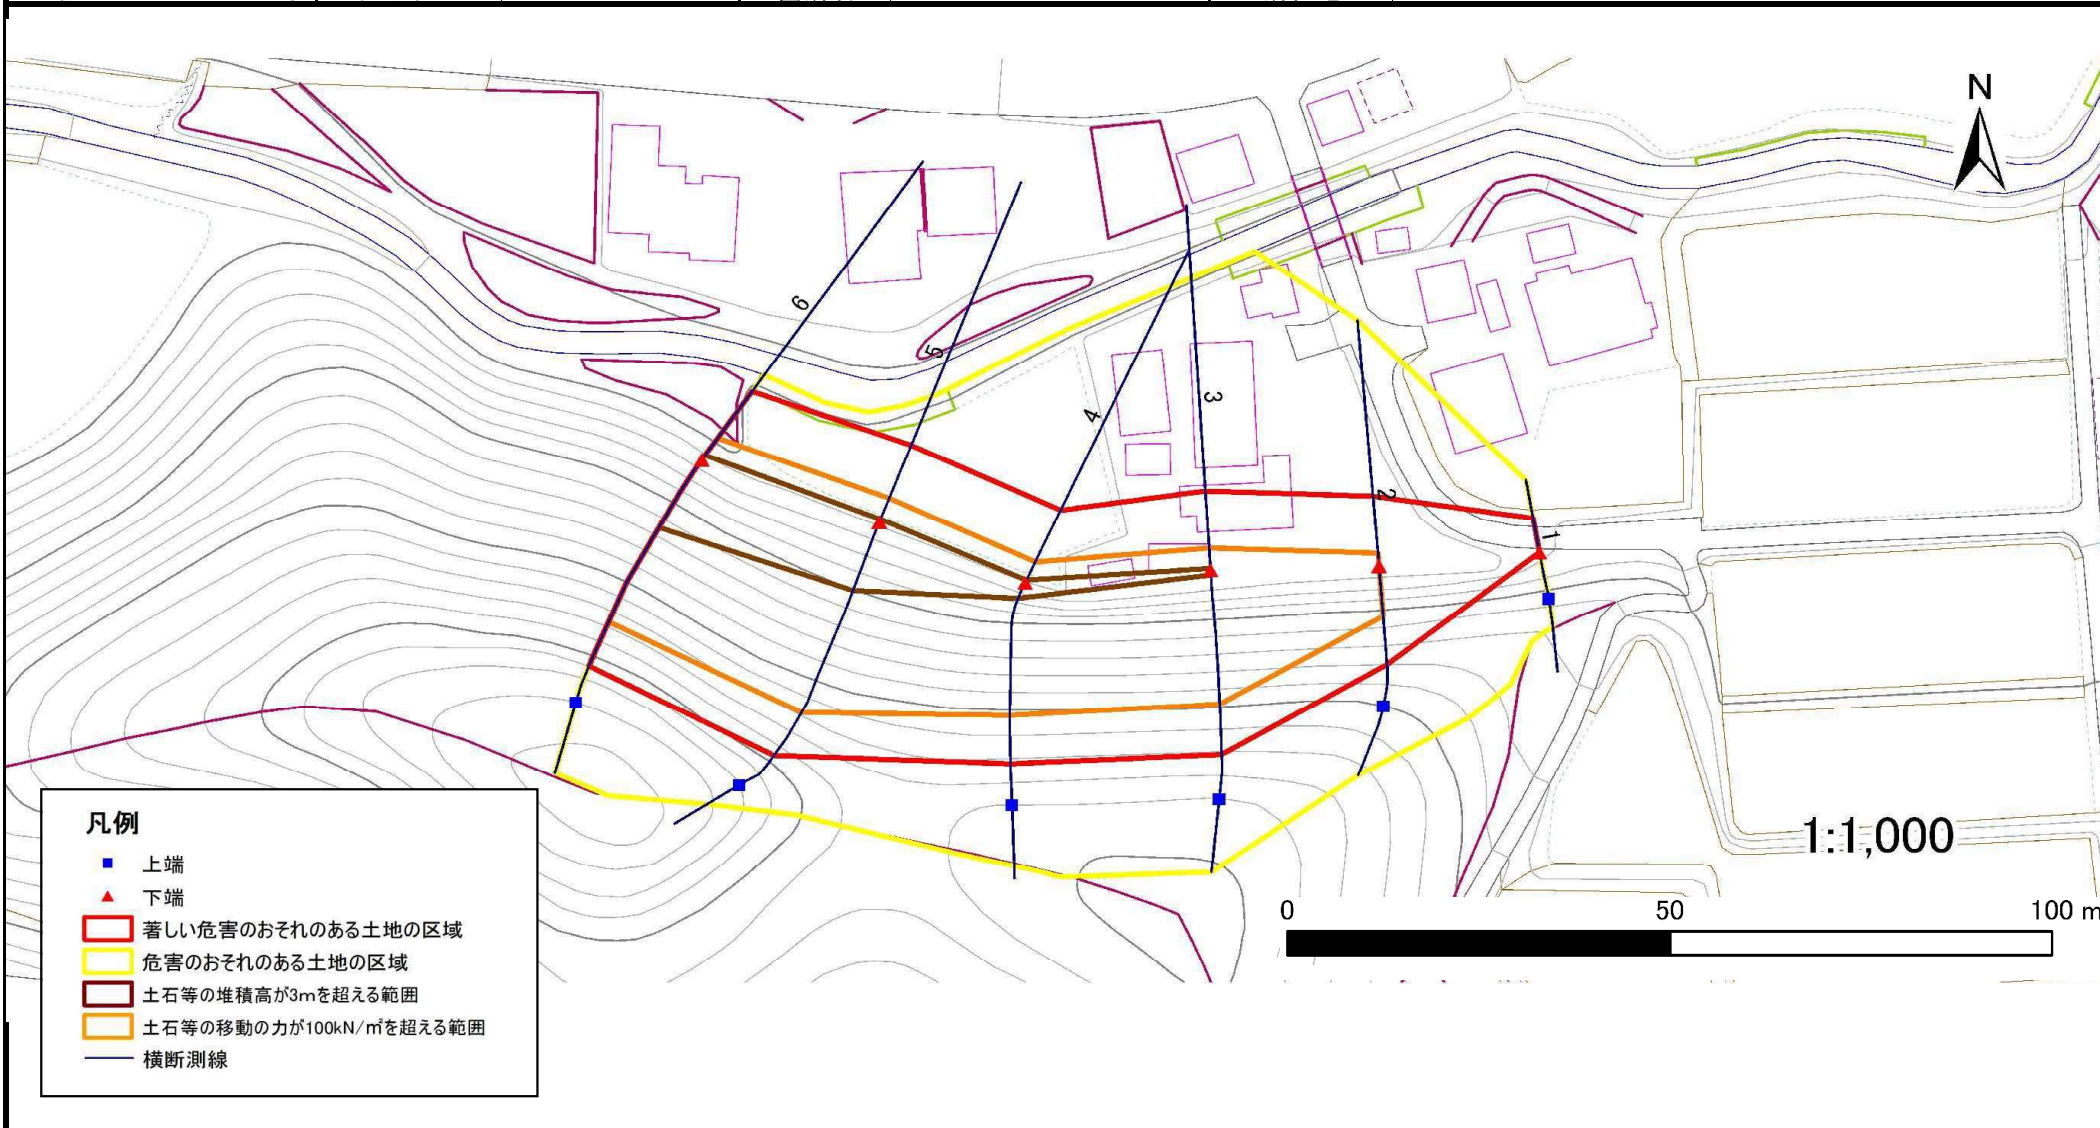 N
6
5
4
3
2
1
凡例
上端
下端
著しい危害のおそれのある土地の区域
危害のおそれのある土地の区域
土石等の堆積高が3mを超える範囲
土石等の移動の力が100kN/㎡を超える範囲
横断測線
1:1,000
0 50 100 m